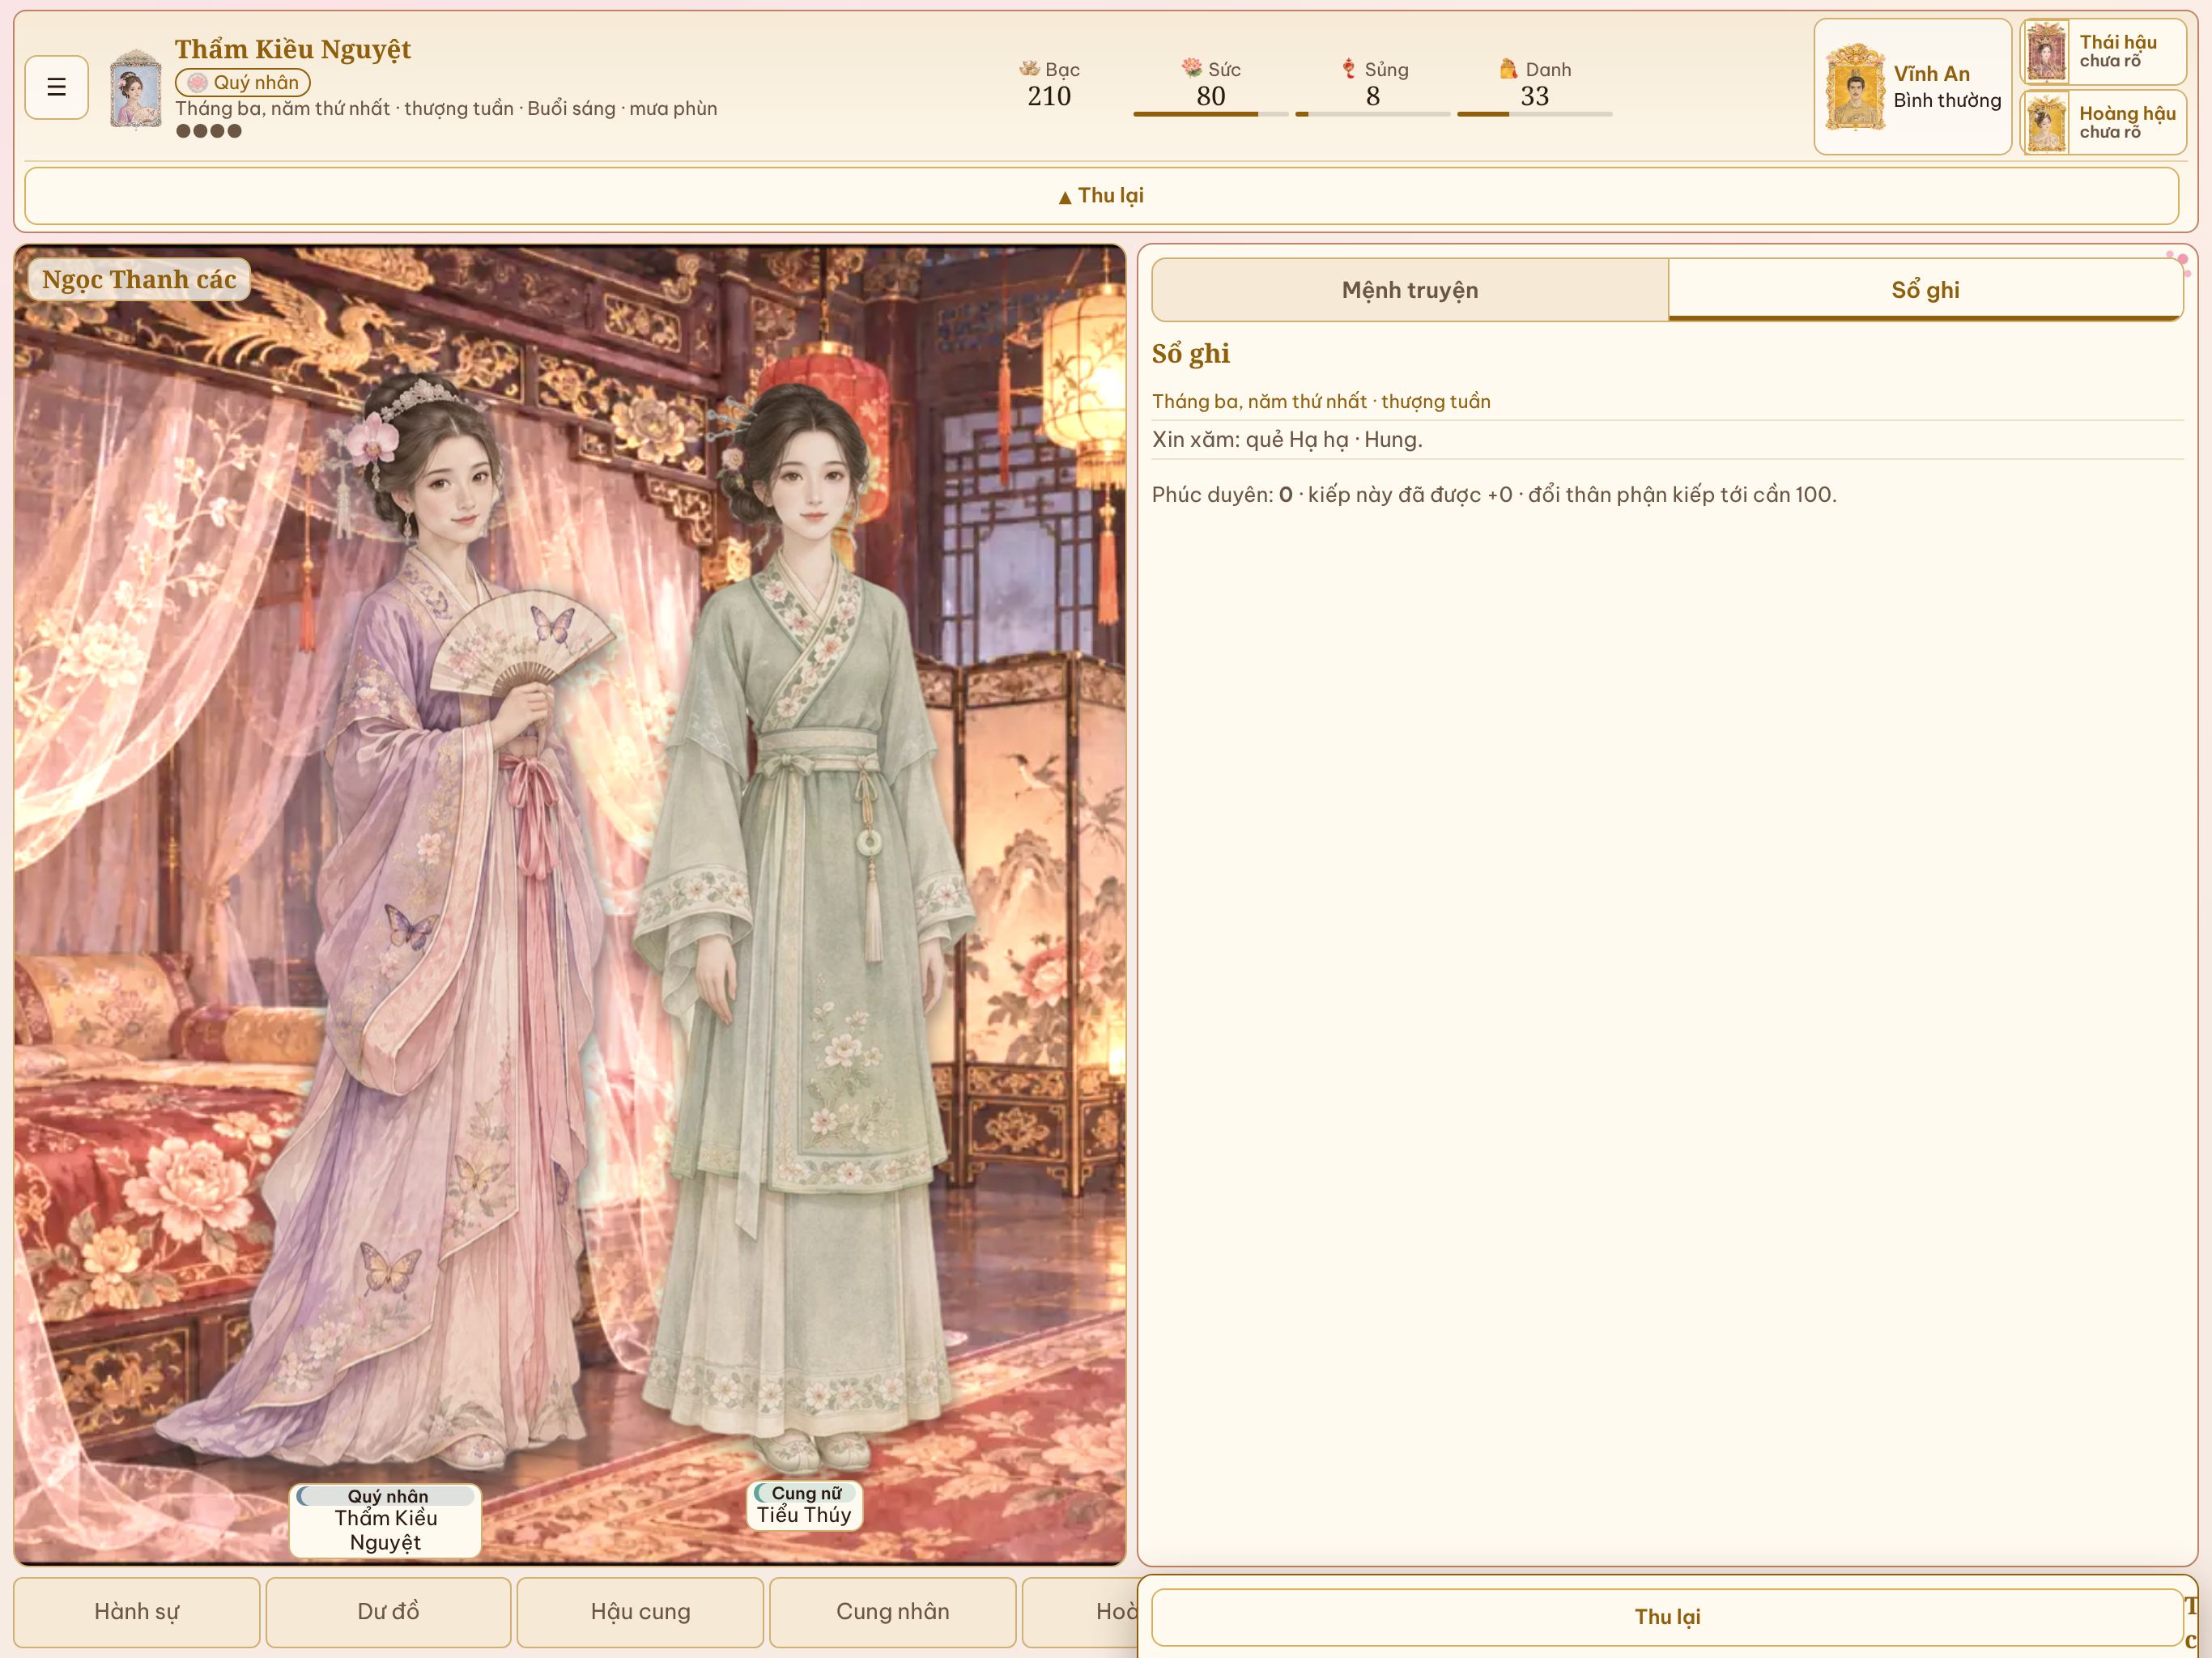 ☰
Thẩm Kiều Nguyệt
Quý nhân
Tháng ba, năm thứ nhất · thượng tuần · Buổi sáng · mưa phùn
Bạc
210
Sức
80
Sủng
8
Danh
33
Vĩnh An
Bình thường
Thái hậu
chưa rõ
Hoàng hậu
chưa rõ
▲ Thu lại
Ngọc Thanh các
Mệnh truyện
Sổ ghi
Sổ ghi
Tháng ba, năm thứ nhất · thượng tuần
Xin xăm: quẻ Hạ hạ · Hung.
Phúc duyên: 0 · kiếp này đã được +0 · đổi thân phận kiếp tới cần 100.
Quý nhân
Thẩm Kiều
Nguyệt
Cung nữ
Tiểu Thúy
Hành sự
Dư đồ
Hậu cung
Cung nhân
Thu lại